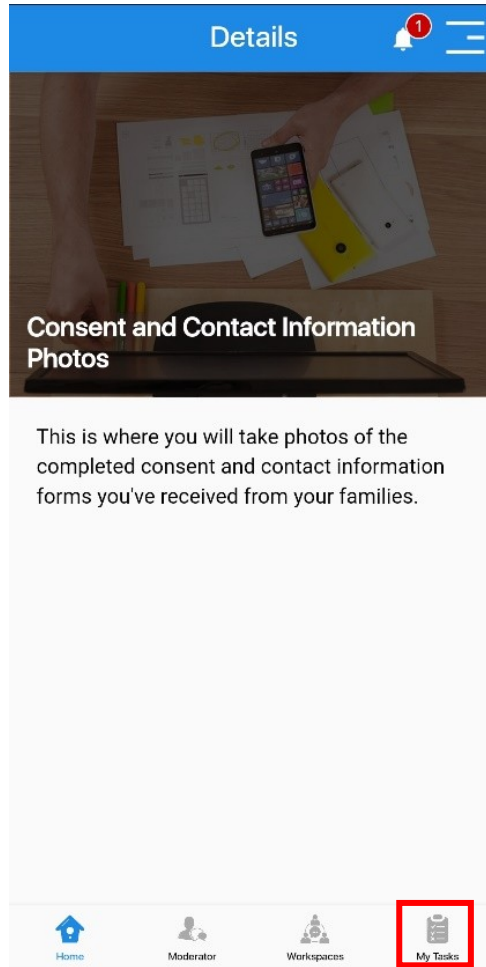 Details
1
Consent and Contact Information
Photos
This is where you will take photos of the
completed consent and contact information
forms you've received from your families.
Home
Moderator
Workspaces
My Tasks